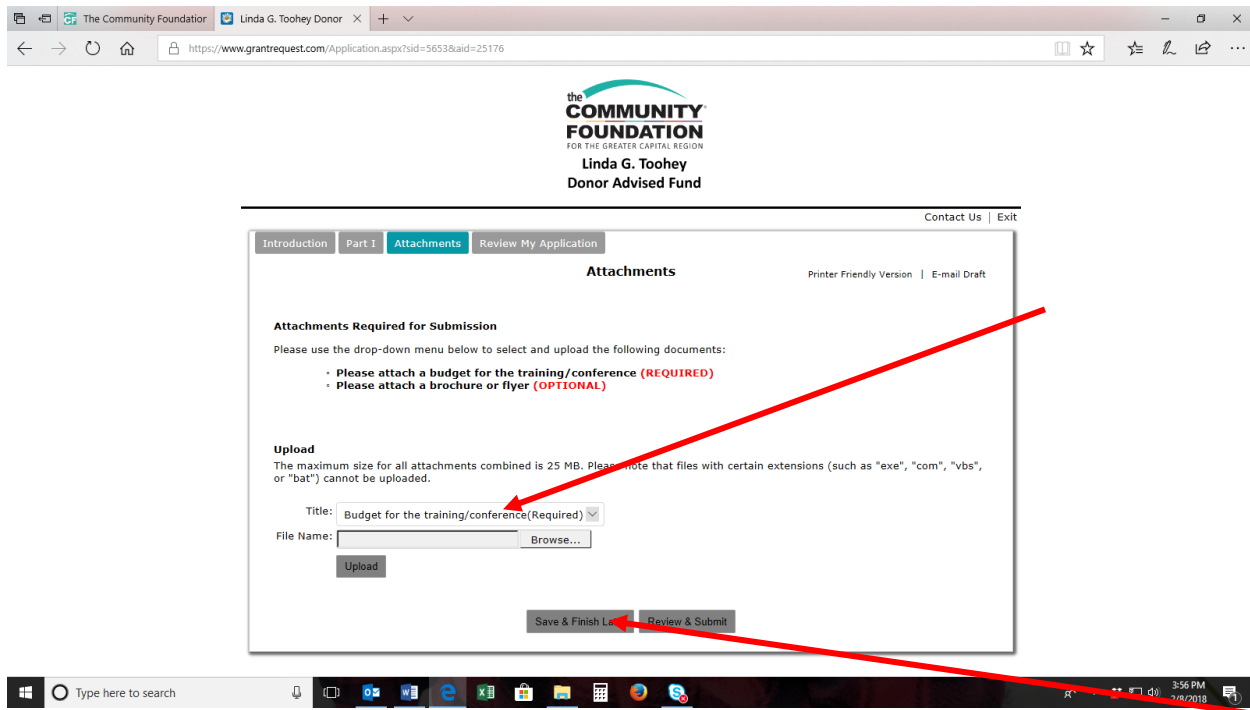 The Community Foundation
Linda G. Toohey Donor
https://www.grantrequest.com/Application.aspx?sid=5653&aid=25176
the
COMMUNITY
FOUNDATION
FOR THE GREATER CAPITAL REGION
Linda G. Toohey
Donor Advised Fund
Contact Us | Exit
Introduction Part I Attachments Review My Application
Attachments
Printer Friendly Version | E-mail Draft
Attachments Required for Submission
Please use the drop-down menu below to select and upload the following documents:
Please attach a budget for the training/conference (REQUIRED)
Please attach a brochure or flyer (OPTIONAL)
Upload
The maximum size for all attachments combined is 25 MB. Please note that files with certain extensions (such as "exe", "com", "vbs",
or "bat") cannot be uploaded.
Title: Budget for the training/conference(Required)
File Name: Browse...
Upload
Save & Finish Review & Submit
Type here to search
3:56 PM
2/8/2018